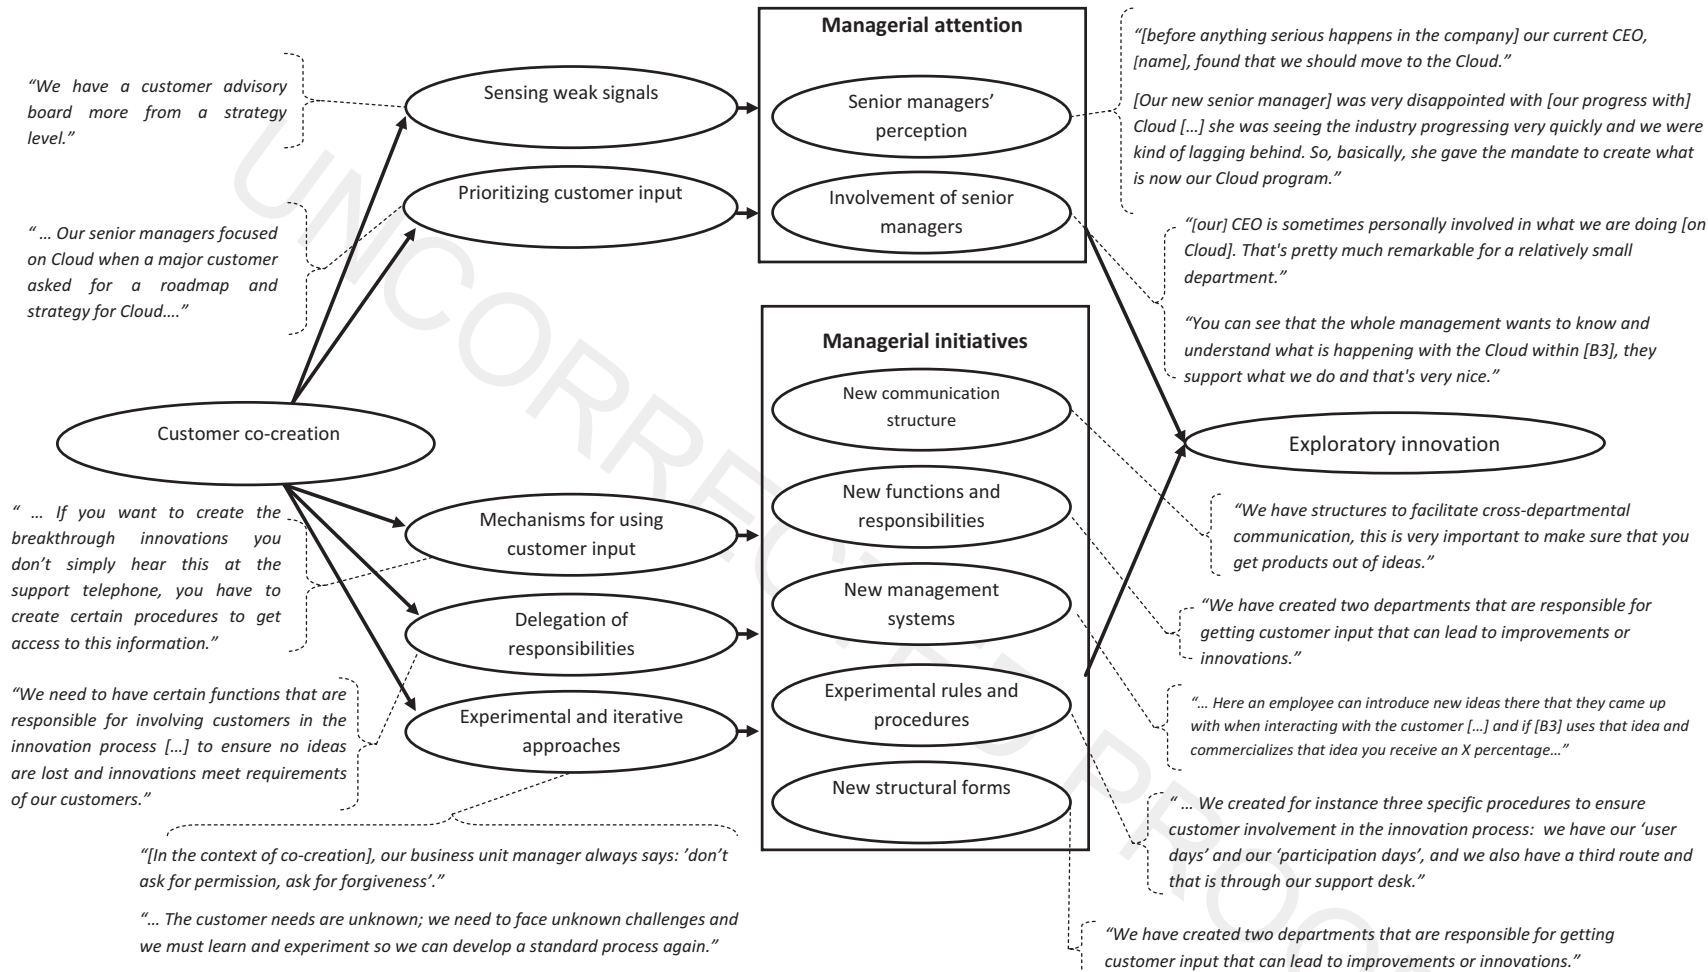 Managerial attention
“We have a customer advisory
board more from a strategy
level.”
Sensing weak signals
Senior managers’
perception
“[before anything serious happens in the company] our current CEO,
[name], found that we should move to the Cloud.”
[Our new senior manager] was very disappointed with [our progress with]
Cloud […] she was seeing the industry progressing very quickly and we were
kind of lagging behind. So, basically, she gave the mandate to create what
is now our Cloud program.”
“ … Our senior managers focused
on Cloud when a major customer
asked for a roadmap and
strategy for Cloud….”
Prioritizing customer input
Involvement of senior
managers
“[our] CEO is sometimes personally involved in what we are doing [on
Cloud]. That's pretty much remarkable for a relatively small
department.”
“You can see that the whole management wants to know and
understand what is happening with the Cloud within [B3], they
support what we do and that's very nice.”
Managerial initiatives
New communication
structure
Customer co-creation
Exploratory innovation
“ … If you want to create the
breakthrough innovations you
don’t simply hear this at the
support telephone, you have to
create certain procedures to get
access to this information.”
Mechanisms for using
customer input
New functions and
responsibilities
“We have structures to facilitate cross-departmental
communication, this is very important to make sure that you
get products out of ideas.”
Delegation of
responsibilities
New management
systems
“We have created two departments that are responsible for
getting customer input that can lead to improvements or
innovations.”
“We need to have certain functions that are
responsible for involving customers in the
innovation process […] to ensure no ideas
are lost and innovations meet requirements
of our customers.”
Experimental and iterative
approaches
Experimental rules and
procedures
“… Here an employee can introduce new ideas there that they came up
with when interacting with the customer […] and if [B3] uses that idea and
commercializes that idea you receive an X percentage…”
New structural forms
“ … We created for instance three specific procedures to ensure
customer involvement in the innovation process: we have our ‘user
days’ and our ‘participation days’, and we also have a third route and
that is through our support desk.”
“[In the context of co-creation], our business unit manager always says: ’don’t
ask for permission, ask for forgiveness’.”
“… The customer needs are unknown; we need to face unknown challenges and
we must learn and experiment so we can develop a standard process again.”
“We have created two departments that are responsible for getting
customer input that can lead to improvements or innovations.”
UNCORRECTED PROO